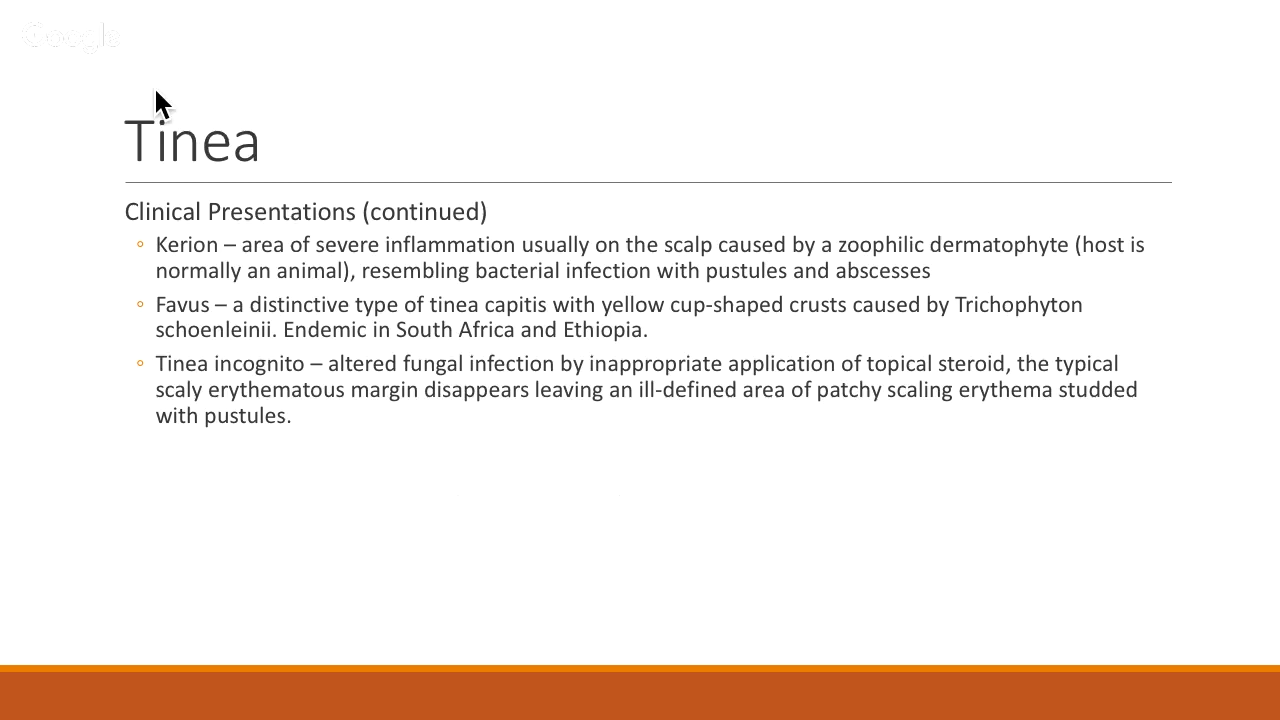 Google
Tinea
Clinical Presentations (continued)
◦ Kerion – area of severe inflammation usually on the scalp caused by a zoophilic dermatophyte (host is
normally an animal), resembling bacterial infection with pustules and abscesses
◦ Favus – a distinctive type of tinea capitis with yellow cup-shaped crusts caused by Trichophyton
schoenleinii. Endemic in South Africa and Ethiopia.
◦ Tinea incognito – altered fungal infection by inappropriate application of topical steroid, the typical
scaly erythematous margin disappears leaving an ill-defined area of patchy scaling erythema studded
with pustules.